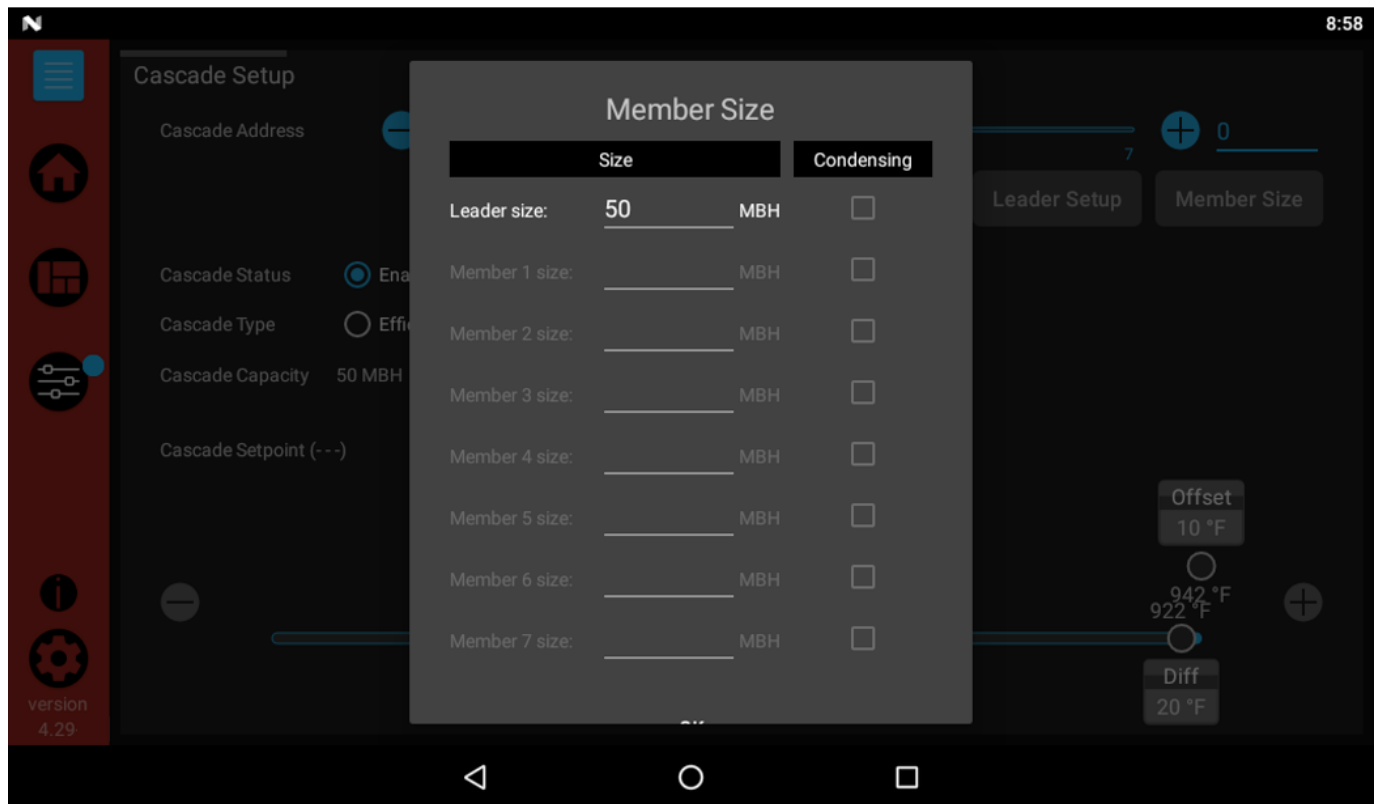 8:58
Cascade Setup
Cascade Address
7
0
Leader Setup
Member Size
Cascade Status
Ena
Cascade Type
Effi
Cascade Capacity 50 MBH
Cascade Setpoint (---)
Member Size
Size Condensing
Leader size: 50 MBH
Member 1 size: MBH
Member 2 size: MBH
Member 3 size: MBH
Member 4 size: MBH
Member 5 size: MBH
Member 6 size: MBH
Member 7 size: MBH
Offset
10 °F
942 °F
922 °F
Diff
20 °F
version
4.29